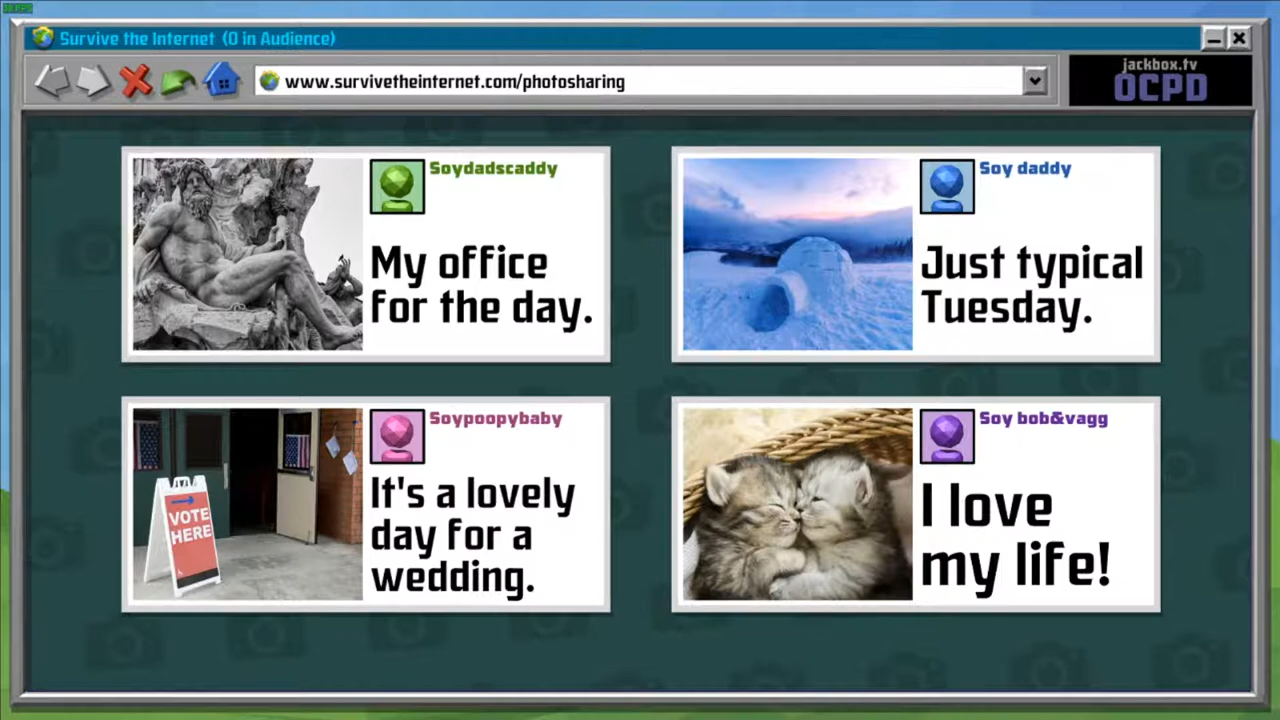 Survive the Internet (0 in Audience)
www.survivetheinternet.com/photosharing
jackbox.tv
OCPD
Soydadscaddy
My office
for the day.
Soy daddy
Just typical
Tuesday.
Soypoopybaby
It's a lovely
day for a
wedding.
VOTE
HERE
Soy bob&vagg
I love
my life!